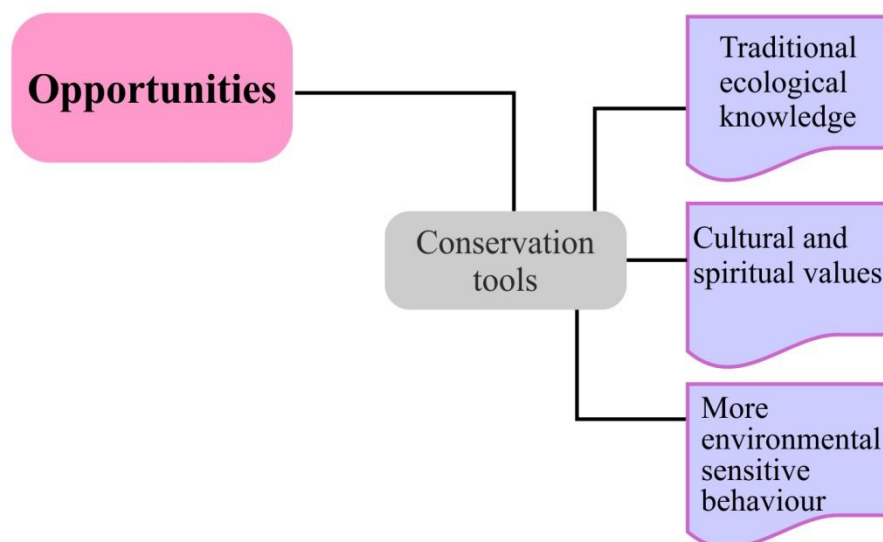 Opportunities
Conservation
tools
Traditional
ecological
knowledge
Cultural and
spiritual values
More
environmental
sensitive
behaviour